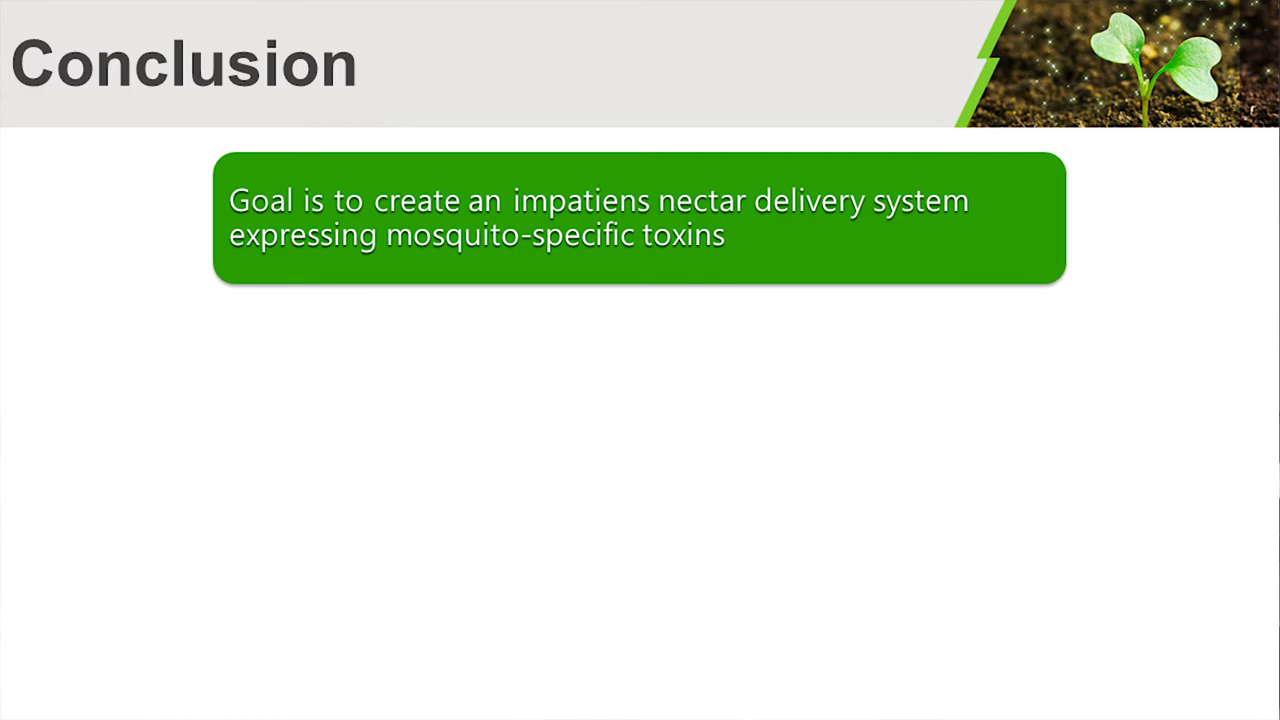 Conclusion
Goal is to create an impatiens nectar delivery system
expressing mosquito-specific toxins